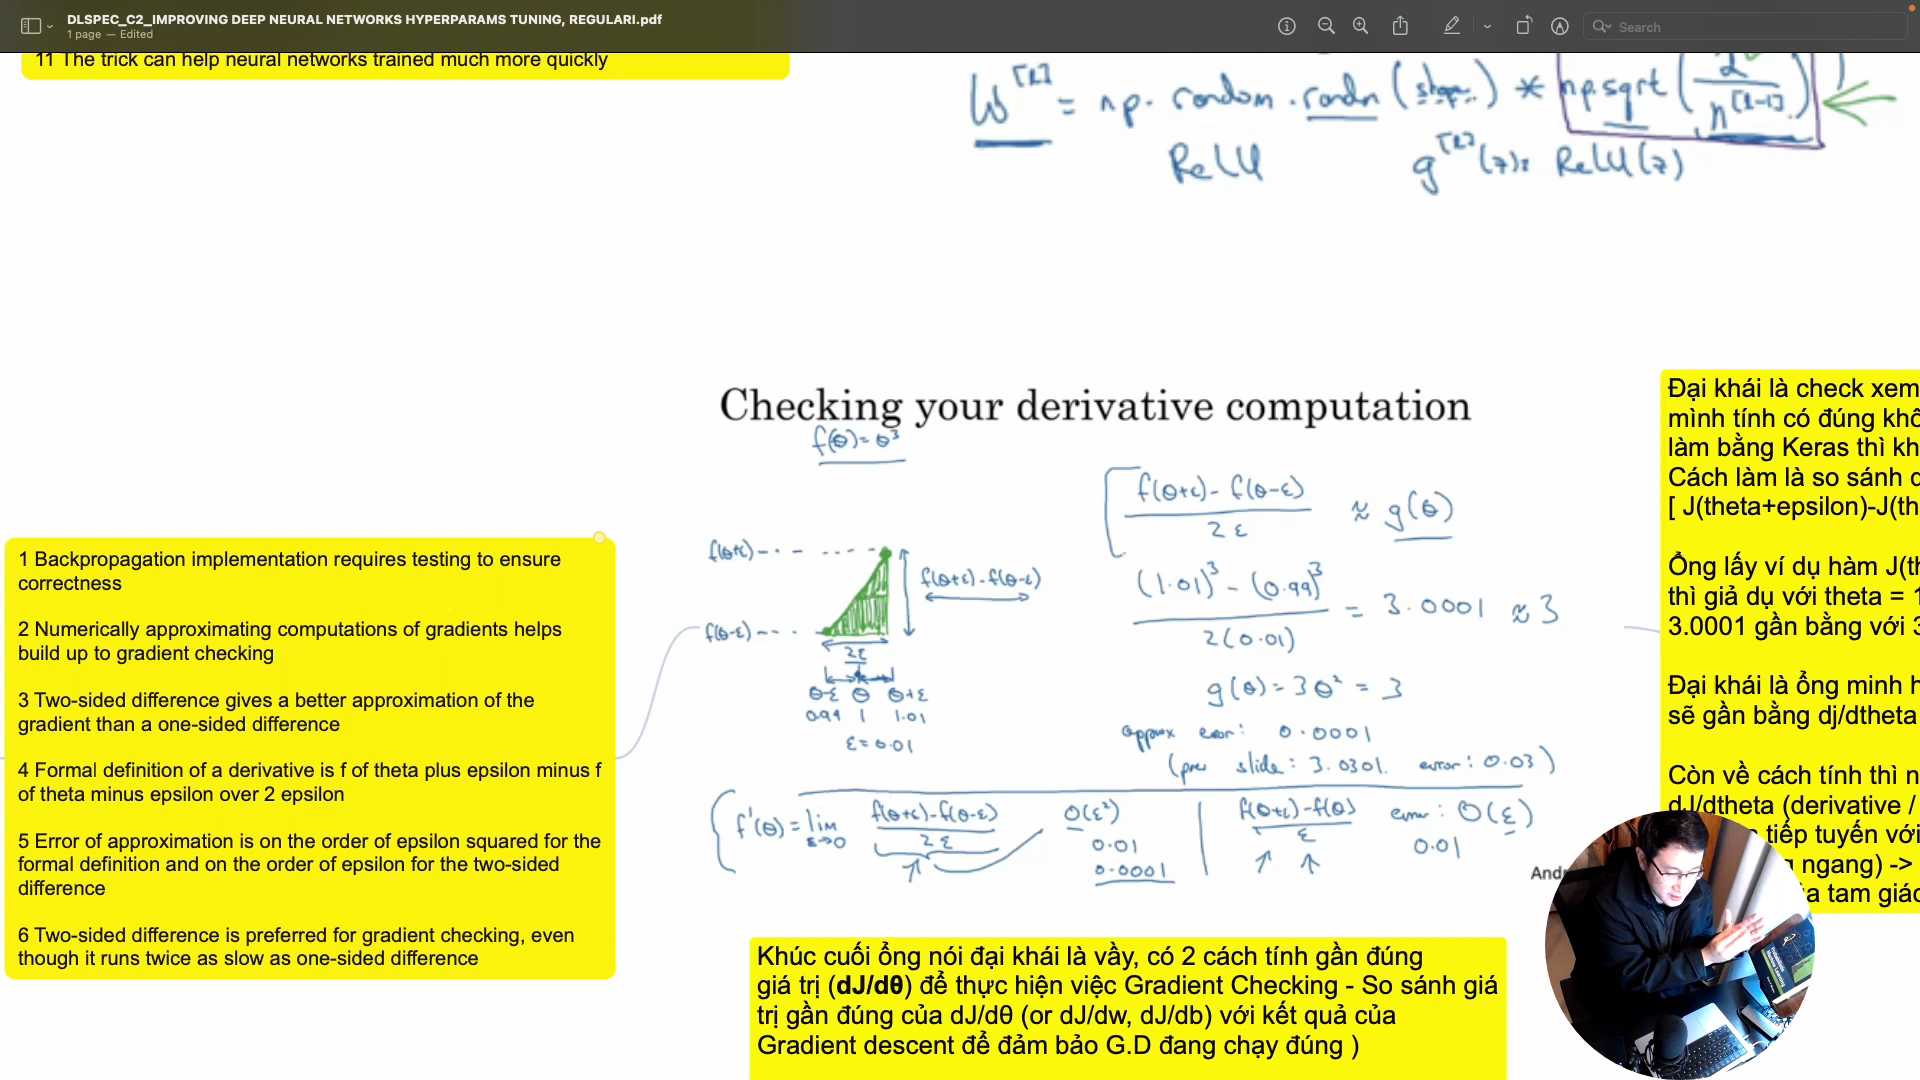 DLSPEC_C2_IMPROVING DEEP NEURAL NETWORKS HYPERPARAMS TUNING, REGULARI.pdf
1 page — Edited
Search
11 The trick can help neural networks trained much more quickly
W^[l] = np.random.randn(shape) * np.sqrt(2/n^[l-1])
ReLU g^[l](z) = ReLU(z)
Checking your derivative computation
f(θ) = θ³
f(θ+ε)
f(θ-ε)
f(θ+ε) - f(θ-ε)
2ε
θ-ε θ θ+ε
0.99 1 1.01
ε = 0.01
(f(θ+ε) - f(θ-ε)) / 2ε ≈ g(θ)
((1.01)³ - (0.99)³) / 2(0.01) = 3.0001 ≈ 3
g(θ) = 3θ² = 3
approx error: 0.0001
(prev slide: 3.0301. error: 0.03)
f'(θ) = lim ε→0 (f(θ+ε) - f(θ-ε)) / 2ε
O(ε²)
0.01
0.0001
(f(θ+ε) - f(θ)) / ε error: O(ε)
0.01
Andr
1 Backpropagation implementation requires testing to ensure
correctness
2 Numerically approximating computations of gradients helps
build up to gradient checking
3 Two-sided difference gives a better approximation of the
gradient than a one-sided difference
4 Formal definition of a derivative is f of theta plus epsilon minus f
of theta minus epsilon over 2 epsilon
5 Error of approximation is on the order of epsilon squared for the
formal definition and on the order of epsilon for the two-sided
difference
6 Two-sided difference is preferred for gradient checking, even
though it runs twice as slow as one-sided difference
Đại khái là check xem
mình tính có đúng khô
làm bằng Keras thì kh
Cách làm là so sánh
[ J(theta+epsilon)-J(th
Ổng lấy ví dụ hàm J(th
thì giả dụ với theta = 1
3.0001 gần bằng với 3
Đại khái là ổng minh h
sẽ gần bằng dj/dtheta
Còn về cách tính thì n
dJ/dtheta (derivative /
tiếp tuyến với
ngang) ->
a tam giác
Khúc cuối ổng nói đại khái là vầy, có 2 cách tính gần đúng
giá trị (dJ/dθ) để thực hiện việc Gradient Checking - So sánh giá
trị gần đúng của dJ/dθ (or dJ/dw, dJ/db) với kết quả của
Gradient descent để đảm bảo G.D đang chạy đúng )